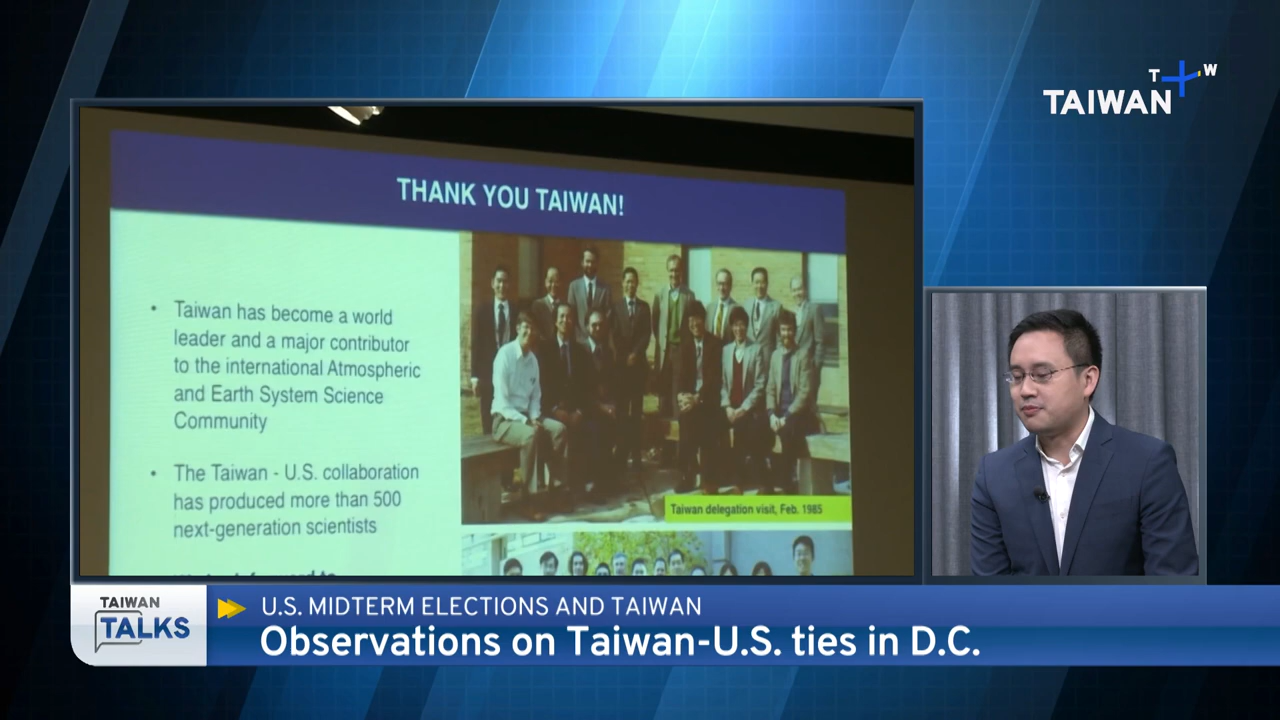 T W
TAIWAN
THANK YOU TAIWAN!
• Taiwan has become a world
leader and a major contributor
to the international Atmospheric
and Earth System Science
Community
• The Taiwan - U.S. collaboration
has produced more than 500
next-generation scientists
Taiwan delegation visit, Feb. 1985
TAIWAN
TALKS
U.S. MIDTERM ELECTIONS AND TAIWAN
Observations on Taiwan-U.S. ties in D.C.